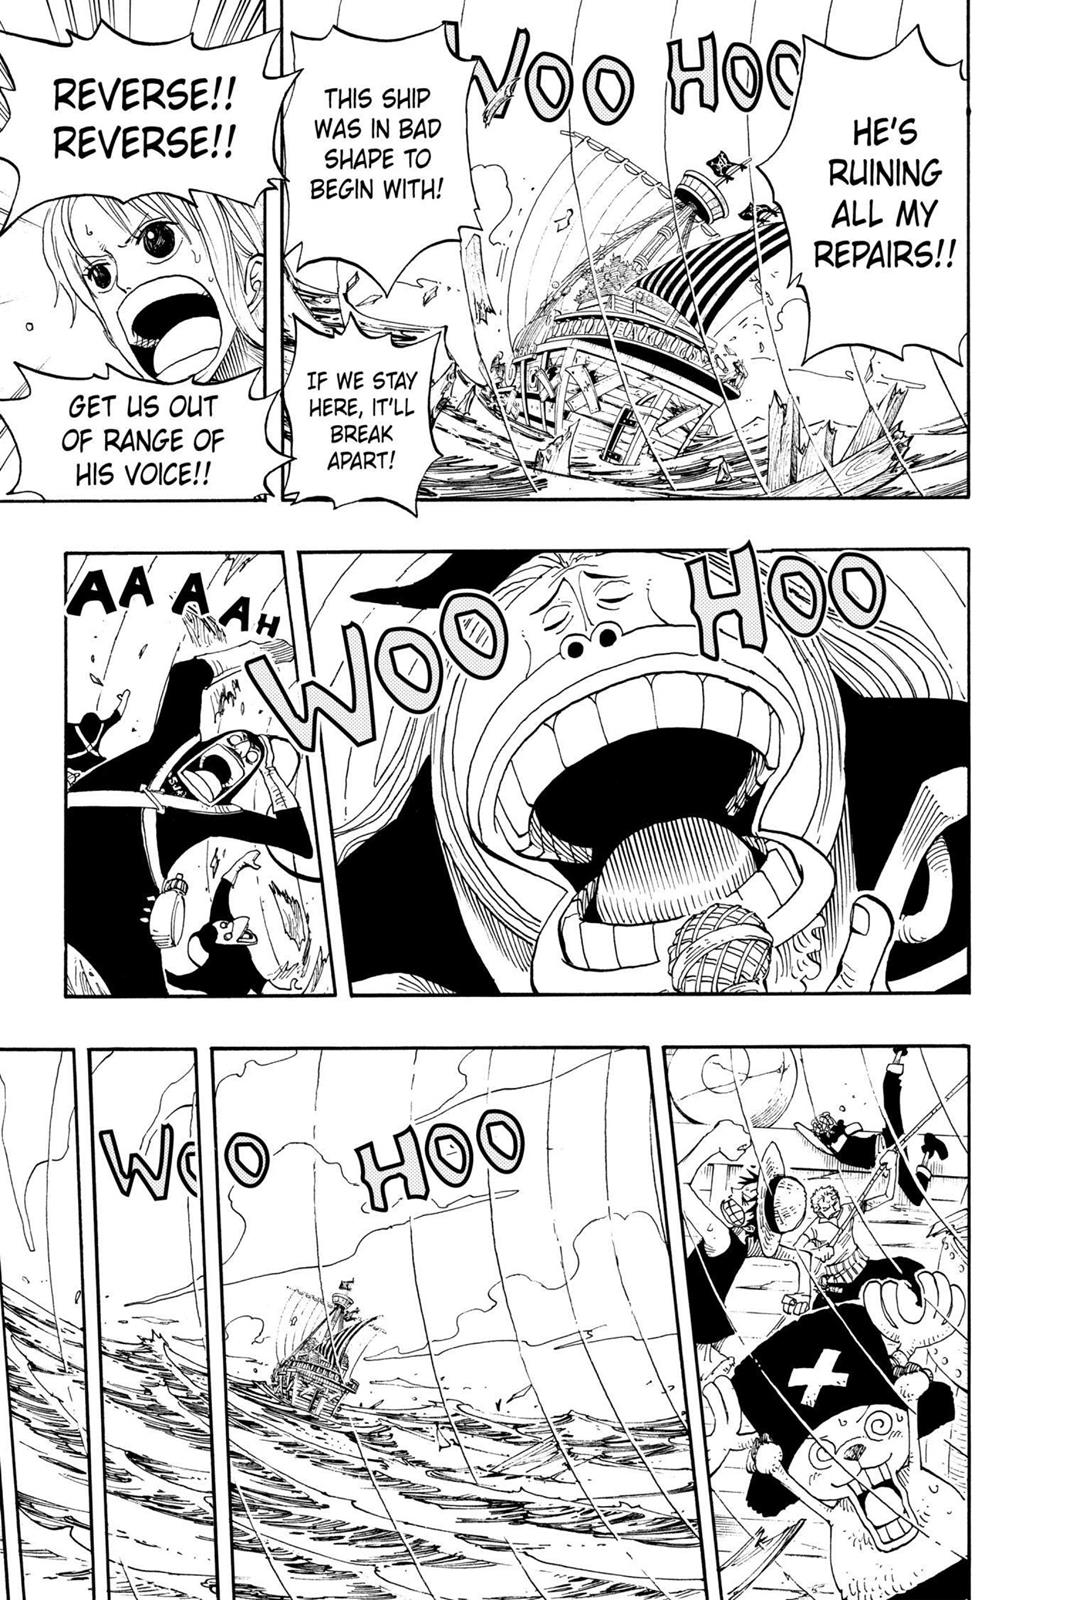 HE'S
RUINING
ALL MY
REPAIRS!!
WOO HOO
THIS SHIP
WAS IN BAD
SHAPE TO
BEGIN WITH!
IF WE STAY
HERE, IT'LL
BREAK
APART!
REVERSE!!
REVERSE!!
GET US OUT
OF RANGE OF
HIS VOICE!!
WOO HOO
AAAAH
WOO HOO